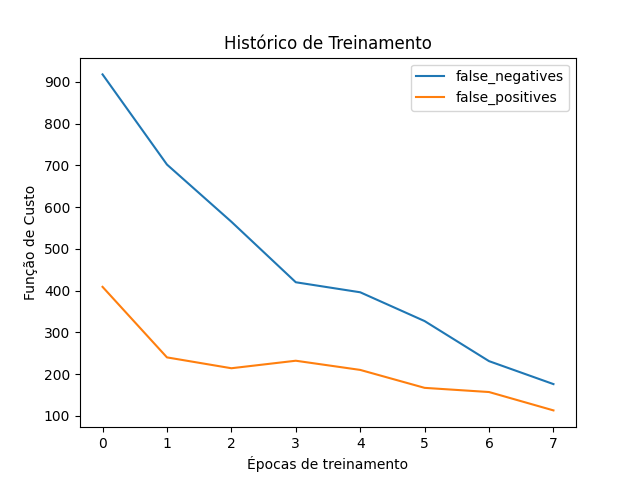 Histórico de Treinamento
false_negatives
false_positives
Função de Custo
900
800
700
600
500
400
300
200
100
0 1 2 3 4 5 6 7
Épocas de treinamento